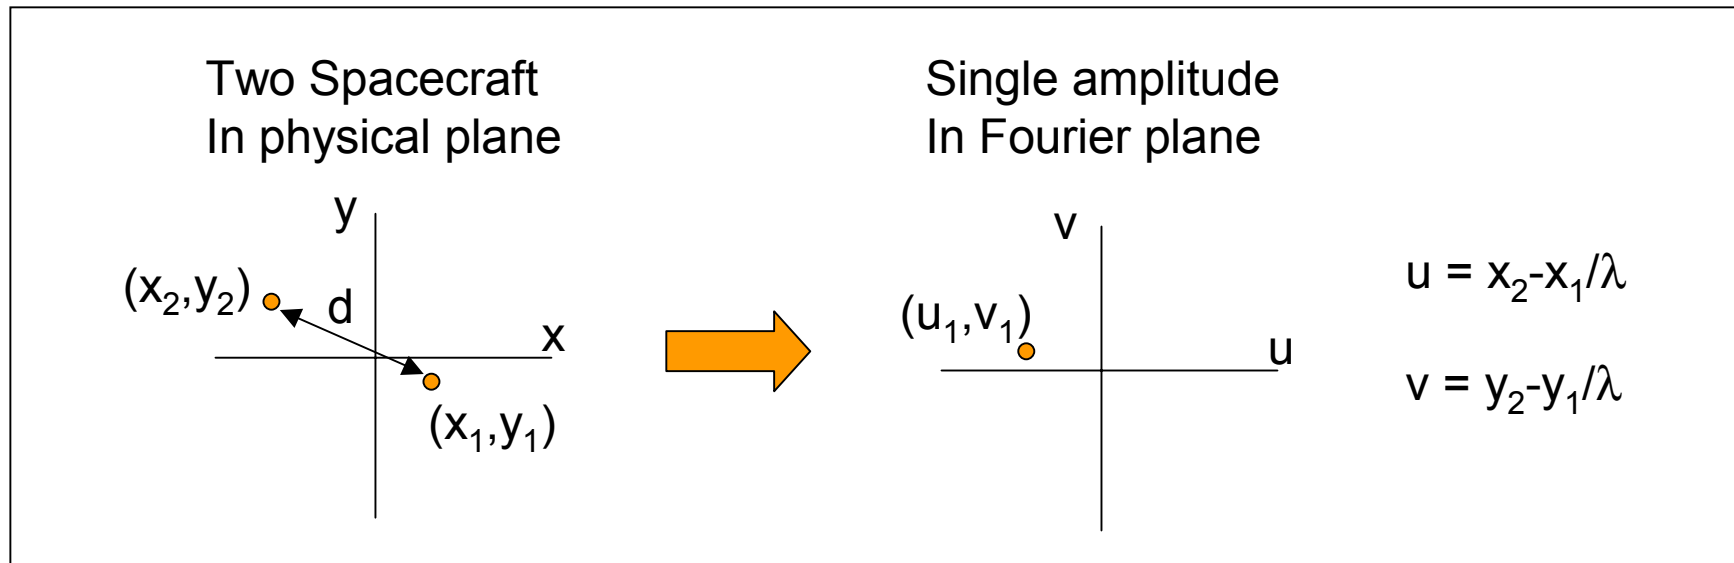 Two Spacecraft
In physical plane
y
(x₂,y₂)
d
x
(x₁,y₁)
Single amplitude
In Fourier plane
v
(u₁,v₁)
u
u = x₂-x₁/λ
v = y₂-y₁/λ